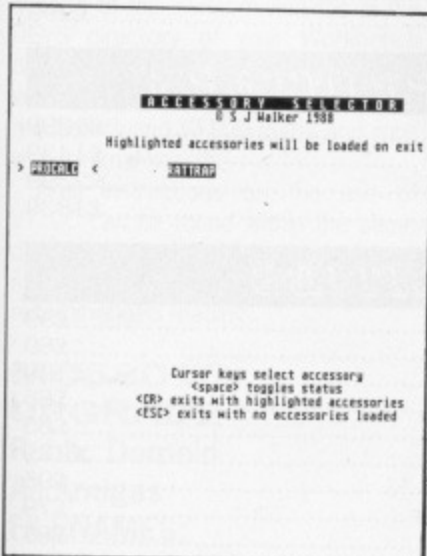 ACCESSORY SELECTOR
© S J Walker 1988
Highlighted accessories will be loaded on exit
> PROCALC < RATTRAP
Cursor keys select accessory
<space> toggles status
<CR> exits with highlighted accessories
<ESC> exits with no accessories loaded